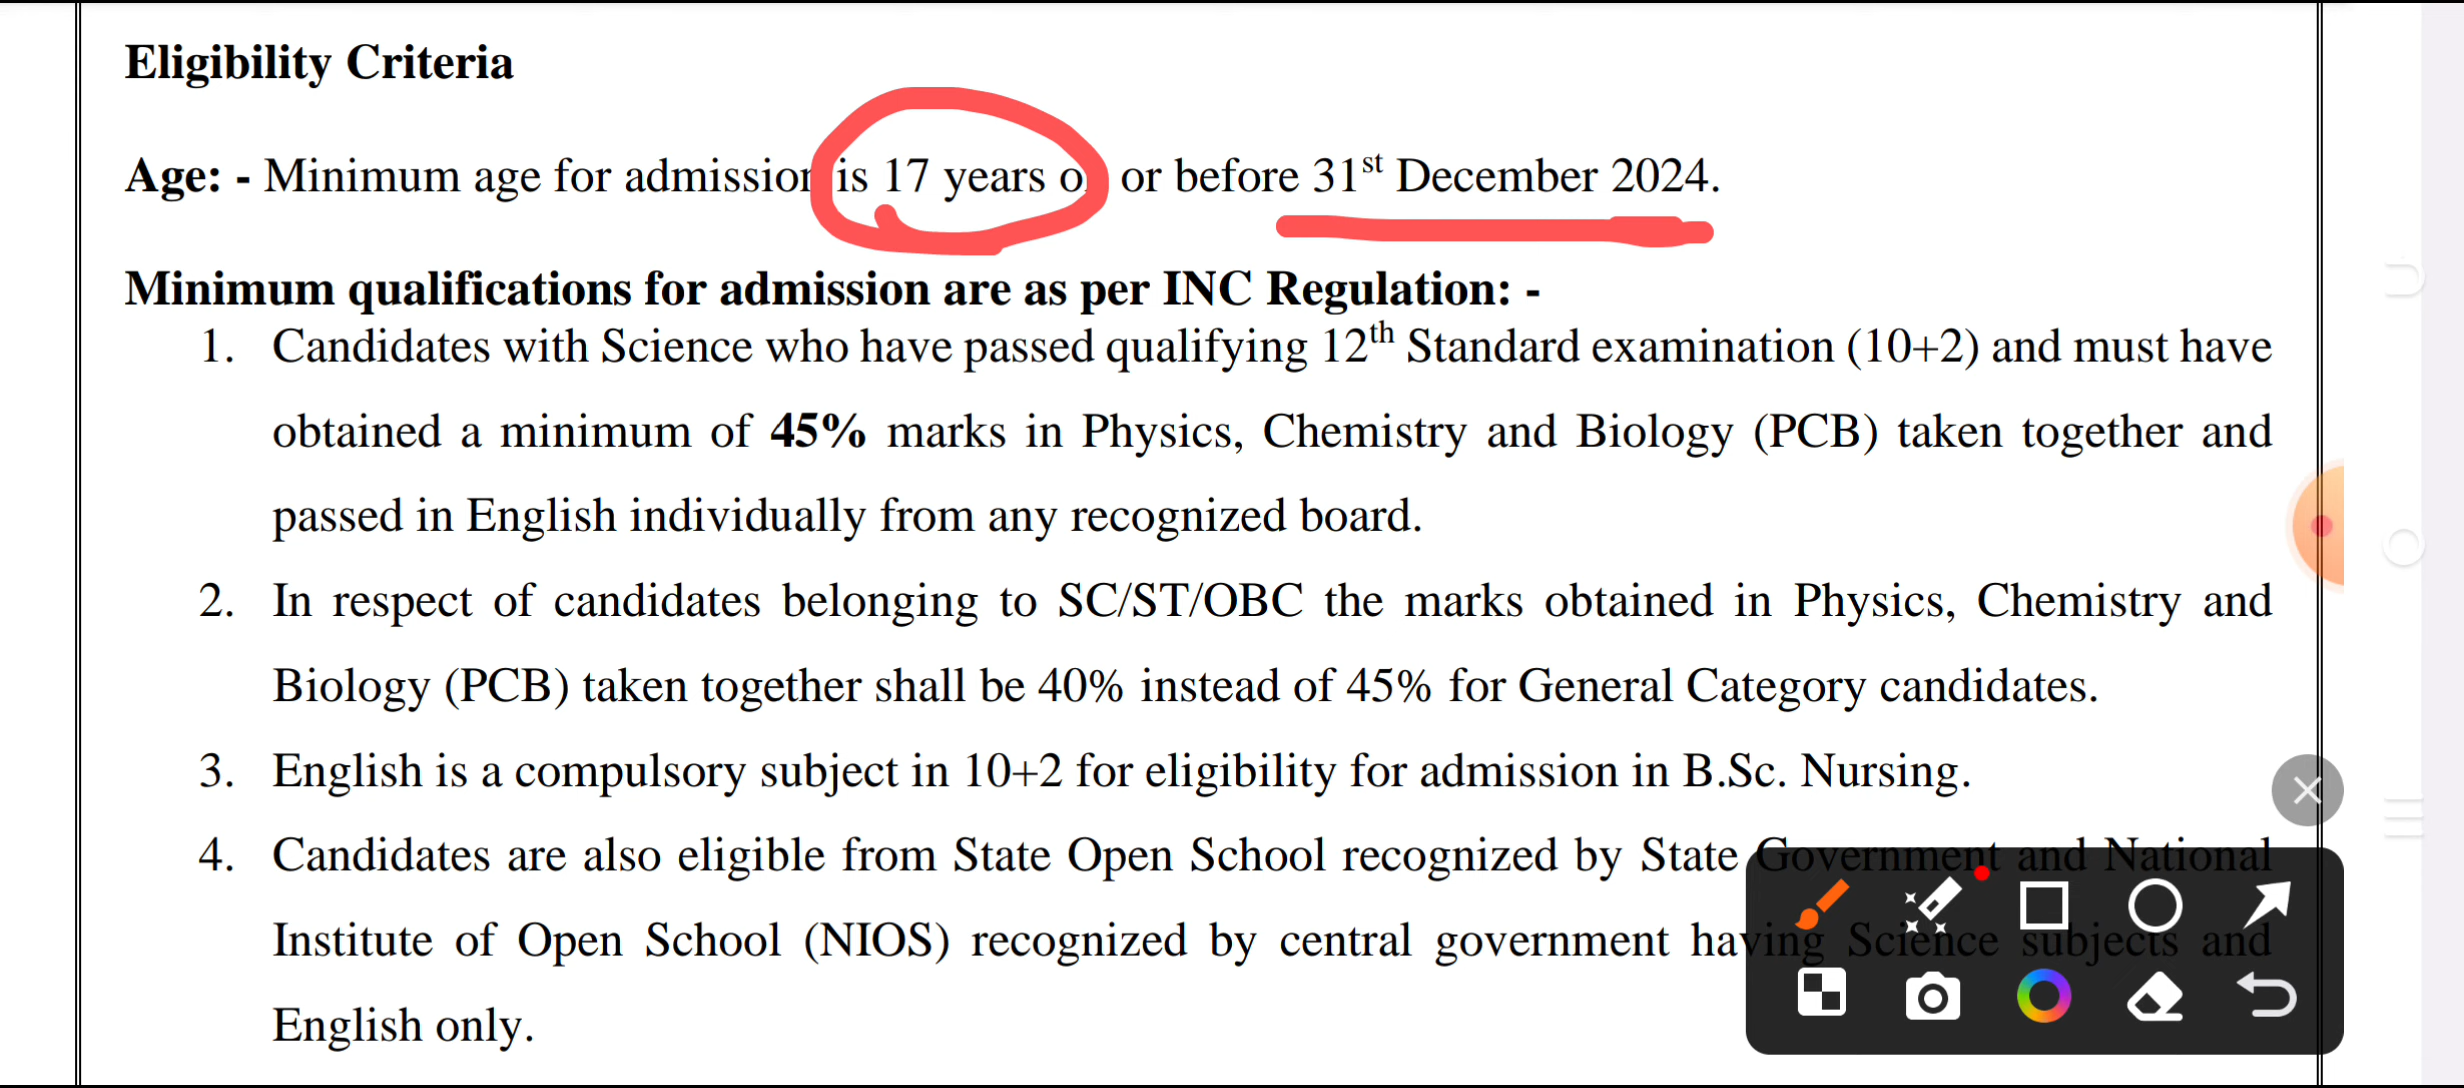 Eligibility Criteria
Age: - Minimum age for admission is 17 years or before 31st December 2024.
Minimum qualifications for admission are as per INC Regulation: -
1. Candidates with Science who have passed qualifying 12th Standard examination (10+2) and must have
obtained a minimum of 45% marks in Physics, Chemistry and Biology (PCB) taken together and
passed in English individually from any recognized board.
2. In respect of candidates belonging to SC/ST/OBC the marks obtained in Physics, Chemistry and
Biology (PCB) taken together shall be 40% instead of 45% for General Category candidates.
3. English is a compulsory subject in 10+2 for eligibility for admission in B.Sc. Nursing.
4. Candidates are also eligible from State Open School recognized by State Government and National
Institute of Open School (NIOS) recognized by central government having Science subjects and
English only.